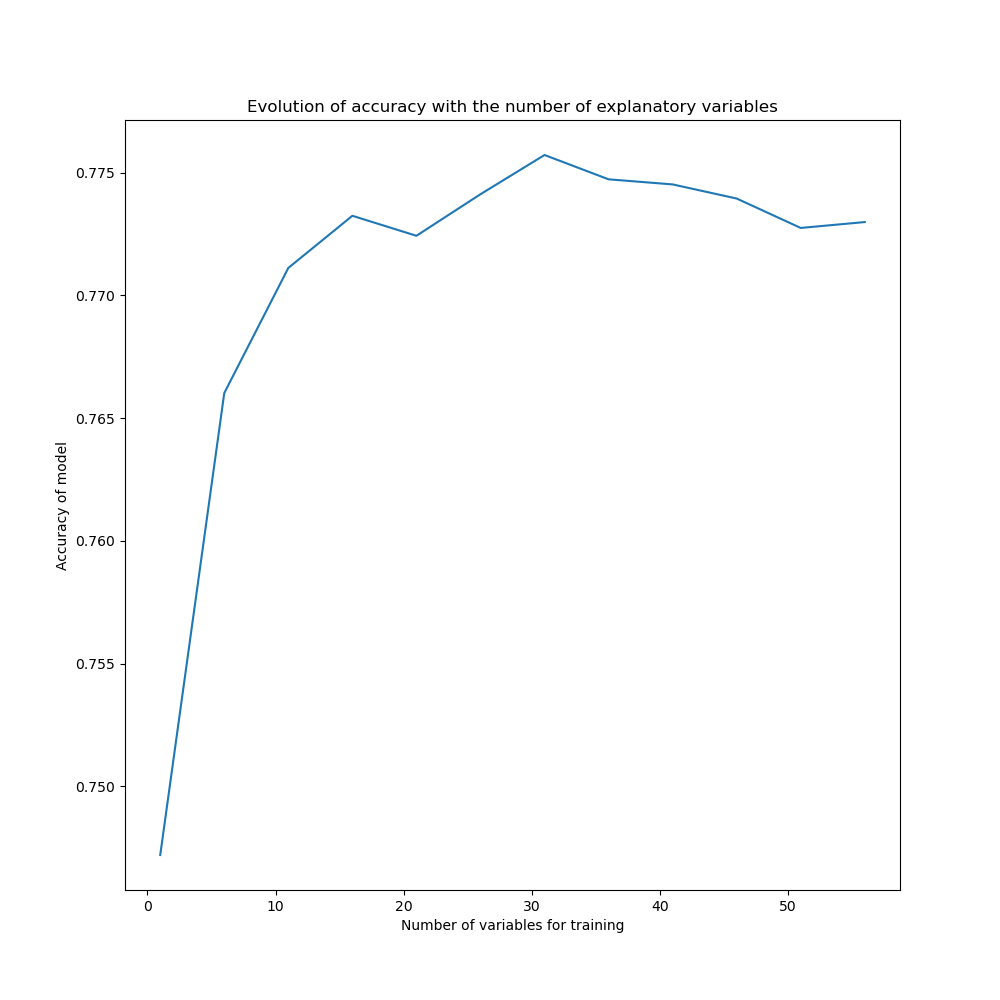 Evolution of accuracy with the number of explanatory variables
0.775
0.770
0.765
0.760
0.755
0.750
Accuracy of model
0 10 20 30 40 50
Number of variables for training